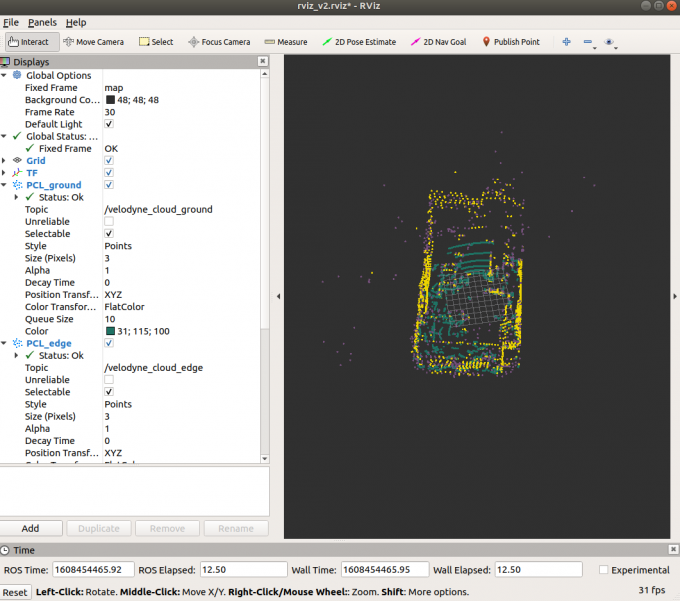 rviz_v2.rviz* - RViz
File Panels Help
Interact Move Camera Select Focus Camera Measure 2D Pose Estimate 2D Nav Goal Publish Point
Displays
Global Options
Fixed Frame map
Background Co... 48; 48; 48
Frame Rate 30
Default Light
Global Status: ...
Fixed Frame OK
Grid
TF
PCL_ground
Status: Ok
Topic /velodyne_cloud_ground
Unreliable
Selectable
Style Points
Size (Pixels) 3
Alpha 1
Decay Time 0
Position Transf... XYZ
Color Transfor... FlatColor
Queue Size 10
Color 31; 115; 100
PCL_edge
Status: Ok
Topic /velodyne_cloud_edge
Unreliable
Selectable
Style Points
Size (Pixels) 3
Alpha 1
Decay Time 0
Position Transf... XYZ
Add Duplicate Remove Rename
Time
ROS Time: 1608454465.92 ROS Elapsed: 12.50 Wall Time: 1608454465.95 Wall Elapsed: 12.50 Experimental
Reset Left-Click: Rotate. Middle-Click: Move X/Y. Right-Click/Mouse Wheel:: Zoom. Shift: More options. 31 fps